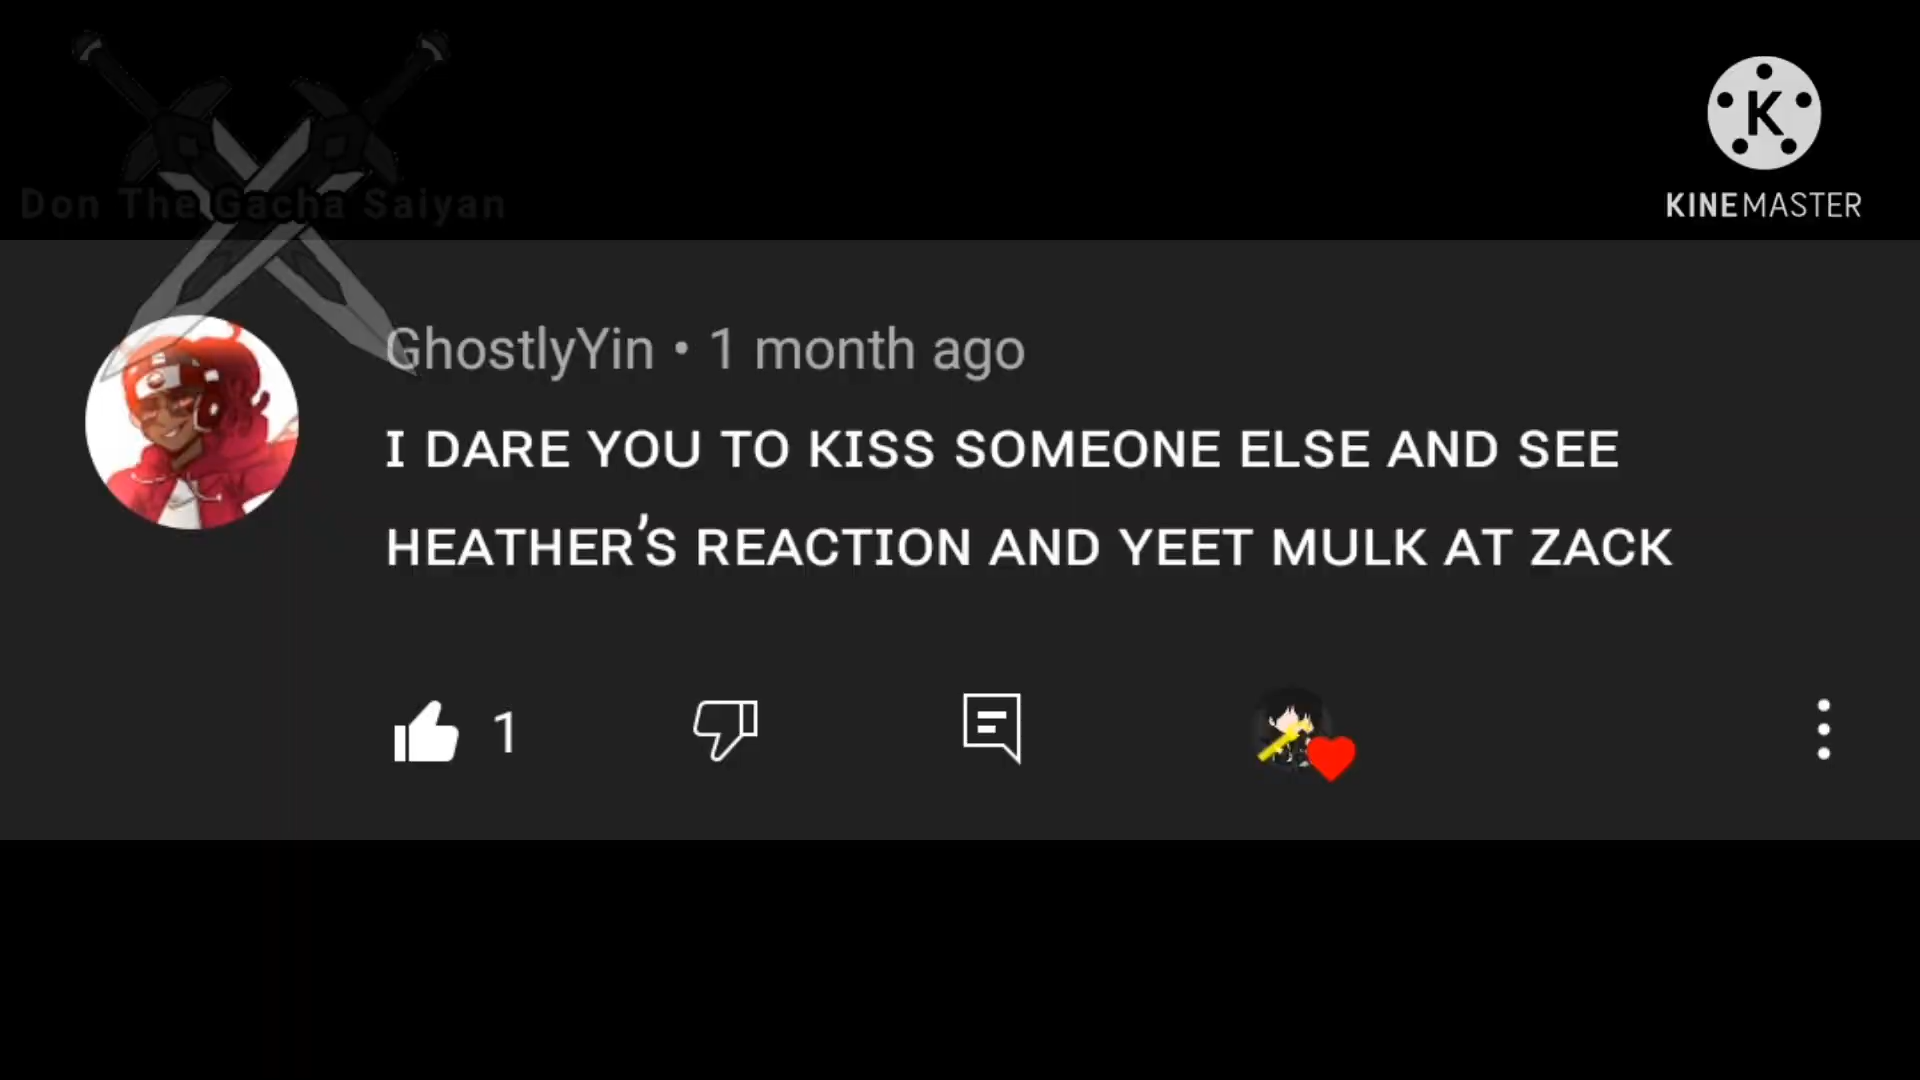 Don The Gacha Saiyan
K
KINEMASTER
GhostlyYin • 1 month ago
I DARE YOU TO KISS SOMEONE ELSE AND SEE
HEATHER'S REACTION AND YEET MULK AT ZACK
1